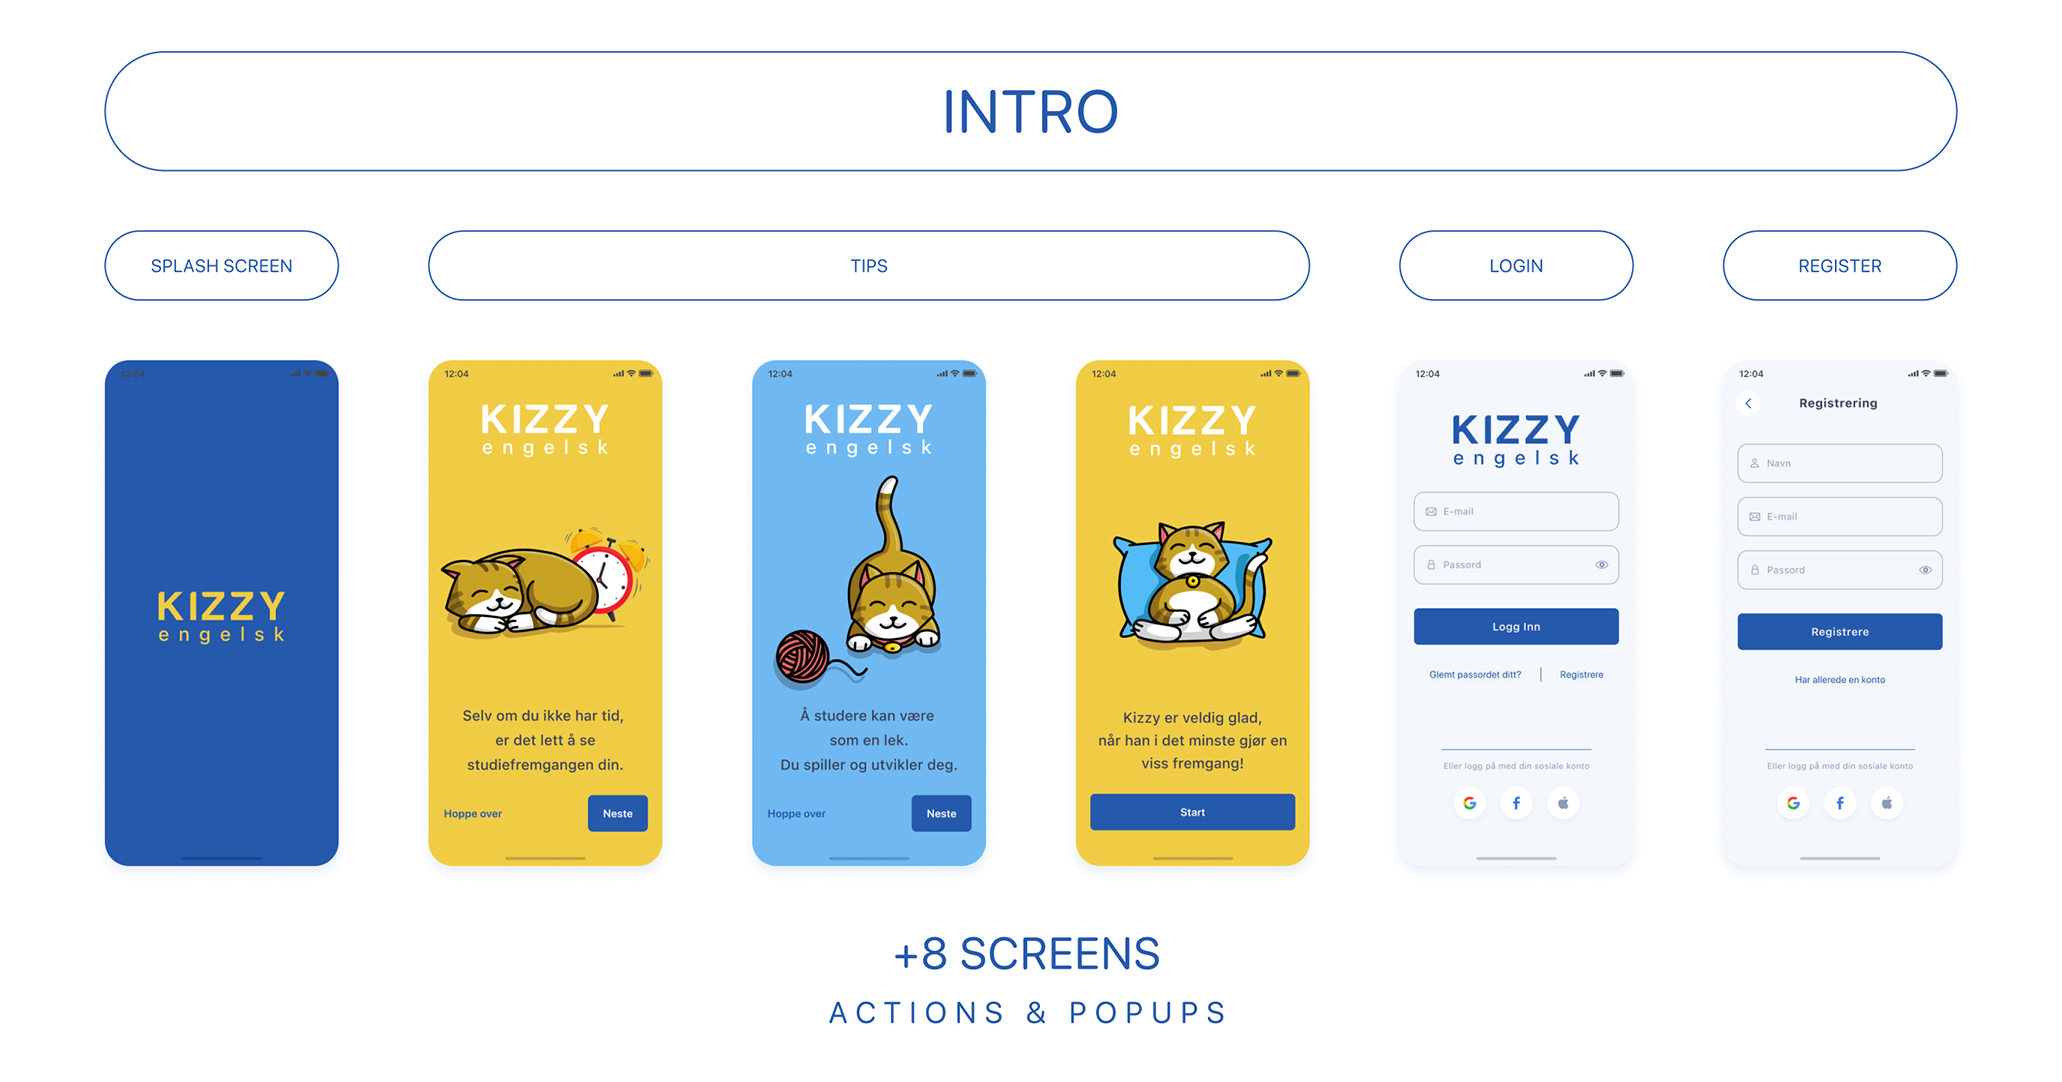 INTRO
SPLASH SCREEN
TIPS
LOGIN
REGISTER
12:04
KIZZY
engelsk
12:04
KIZZY
engelsk
Selv om du ikke har tid,
er det lett å se
studiefremgangen din.
Hoppe over
Neste
12:04
KIZZY
engelsk
Å studere kan være
som en lek.
Du spiller og utvikler deg.
Hoppe over
Neste
12:04
KIZZY
engelsk
Kizzy er veldig glad,
når han i det minste gjør en
viss fremgang!
Start
12:04
KIZZY
engelsk
E-mail
Passord
Logg Inn
Glemt passordet ditt?
Registrere
Eller logg på med din sosiale konto
12:04
Registrering
Navn
E-mail
Passord
Registrere
Har allerede en konto
Eller logg på med din sosiale konto
+8 SCREENS
ACTIONS & POPUPS